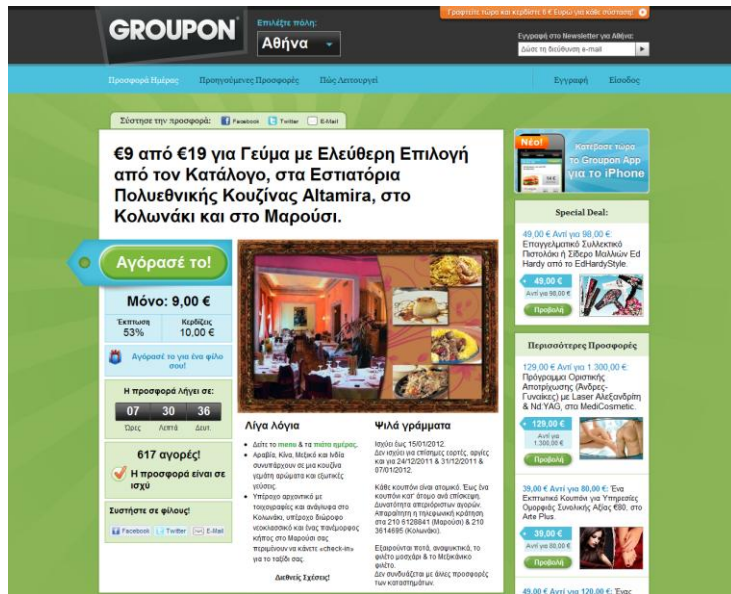 Γραφτείτε τώρα και κερδίστε 6 € Ευρώ για κάθε σύσταση!
GROUPON
Επιλέξτε πόλη:
Αθήνα
Εγγραφή στο Newsletter για Αθήνα:
Δώσε τη διεύθυνση e-mail
Προσφορά Ημέρας
Προηγούμενες Προσφορές
Πώς Λειτουργεί
Εγγραφή
Είσοδος
Σύστησε την προσφορά:
Facebook
Twitter
E-Mail
€9 από €19 για Γεύμα με Ελεύθερη Επιλογή
από τον Κατάλογο, στα Εστιατόρια
Πολυεθνικής Κουζίνας Altamira, στο
Κολωνάκι και στο Μαρούσι.
Αγόρασέ το!
Μόνο: 9,00 €
Έκπτωση
53%
Κερδίζεις
10,00 €
Αγόρασέ το για ένα φίλο
σου!
Η προσφορά λήγει σε:
07 30 36
Ώρες Λεπτά Δευτ.
617 αγορές!
Η προσφορά είναι σε
ισχύ
Συστήστε σε φίλους!
Facebook
Twitter
E-Mail
Λίγα λόγια
Δείτε το menu & τα πιάτα ημέρας.
Αραβία, Κίνα, Μεξικό και Ινδία
συνυπάρχουν σε μια κουζίνα
γεμάτη αρώματα και εξωτικές
γεύσεις.
Υπέροχο αρχοντικό με
τοιχογραφίες και ανάγλυφα στο
Κολωνάκι, υπέροχο διώροφο
νεοκλασσικό και ένας πανέμορφος
κήπος στο Μαρούσι σας
περιμένουν να κάνετε «check-in»
για το ταξίδι σας.
Διεθνείς Σχέσεις!
Ψιλά γράμματα
Ισχύει έως 15/01/2012.
Δεν ισχύει για επίσημες εορτές, αργίες
και για 24/12/2011 & 31/12/2011 &
07/01/2012.
Κάθε κουπόνι είναι ατομικό. Έως ένα
κουπόνι κατ' άτομο ανά επίσκεψη.
Δυνατότητα απεριόριστων αγορών.
Απαραίτητη η τηλεφωνική κράτηση
στα 210 6128841 (Μαρούσι) & 210
3614695 (Κολωνάκι).
Εξαιρούνται ποτά, αναψυκτικά, το
φιλέτο μοσχάρι & το Μεξικάνικο
φιλέτο.
Δεν συνδυάζεται με άλλες προσφορές
των καταστημάτων.
Νέο!
Κατέβασε τώρα
το Groupon App
για το iPhone
Special Deal:
49,00 € Αντί για 98,00 €:
Επαγγελματικό Συλλεκτικό
Πιστολάκι ή Σίδερο Μαλλιών Ed
Hardy από το EdHardyStyle.
49,00 €
Αντί για 98,00 €
Προβολή
Περισσότερες Προσφορές
129,00 € Αντί για 1.300,00 €:
Πρόγραμμα Οριστικής
Αποτρίχωσης (Άνδρες-
Γυναίκες) με Laser Αλεξανδρίτη
& Nd:YAG, στα MediCosmetic.
129,00 €
Αντί για
1.300,00 €
Προβολή
39,00 € Αντί για 80,00 €: Ένα
Εκπτωτικό Κουπόνι για Υπηρεσίες
Ομορφιάς Συνολικής Αξίας €80, στο
Arte Plus.
39,00 €
Αντί για 80,00 €
Προβολή
49,00 € Αντί για 120,00 €: Ένας